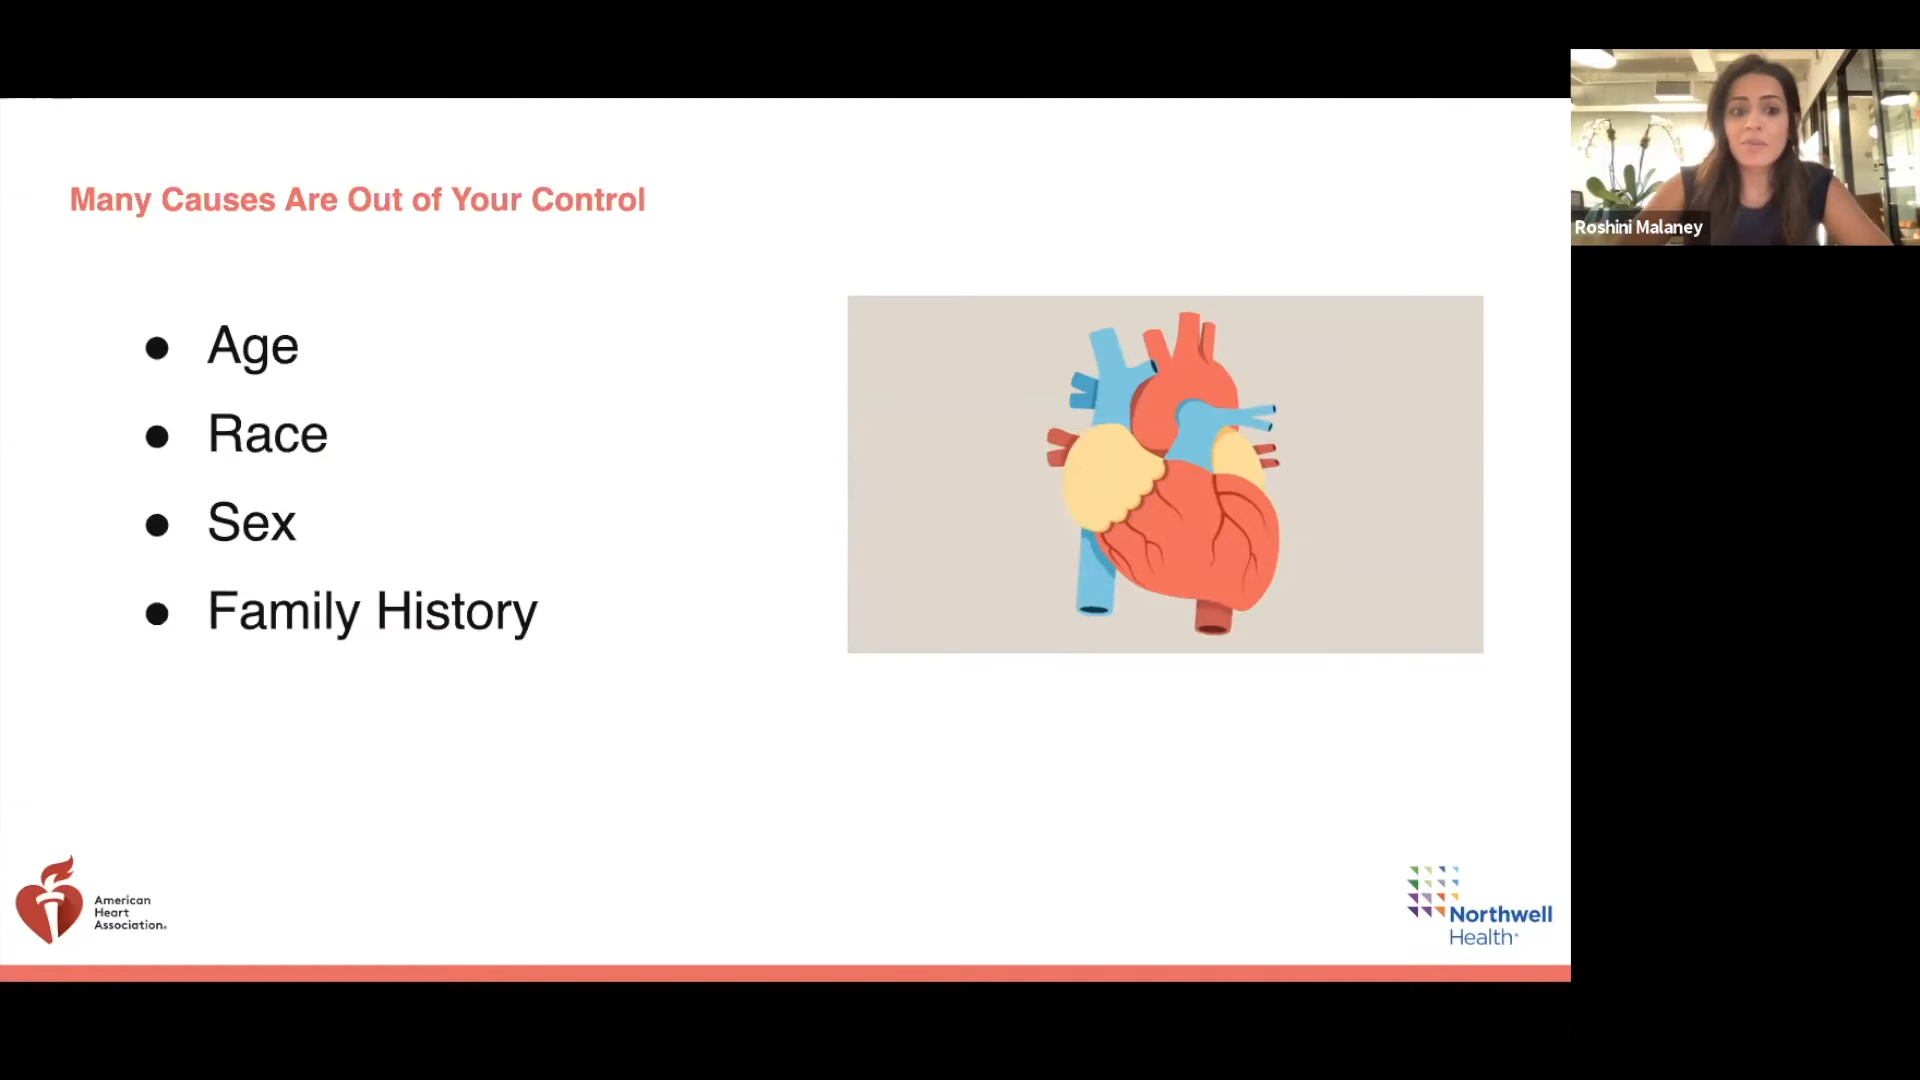 Many Causes Are Out of Your Control
● Age
● Race
● Sex
● Family History
American
Heart
Association®
Northwell
Health®
Roshini Malaney